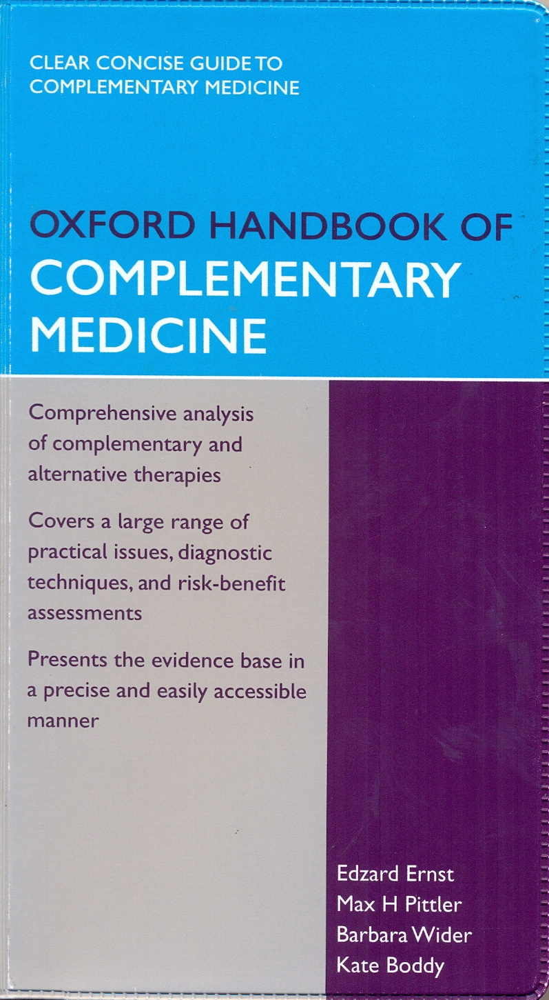 CLEAR CONCISE GUIDE TO
COMPLEMENTARY MEDICINE
OXFORD HANDBOOK OF
COMPLEMENTARY
MEDICINE
Comprehensive analysis
of complementary and
alternative therapies
Covers a large range of
practical issues, diagnostic
techniques, and risk-benefit
assessments
Presents the evidence base in
a precise and easily accessible
manner
Edzard Ernst
Max H Pittler
Barbara Wider
Kate Boddy